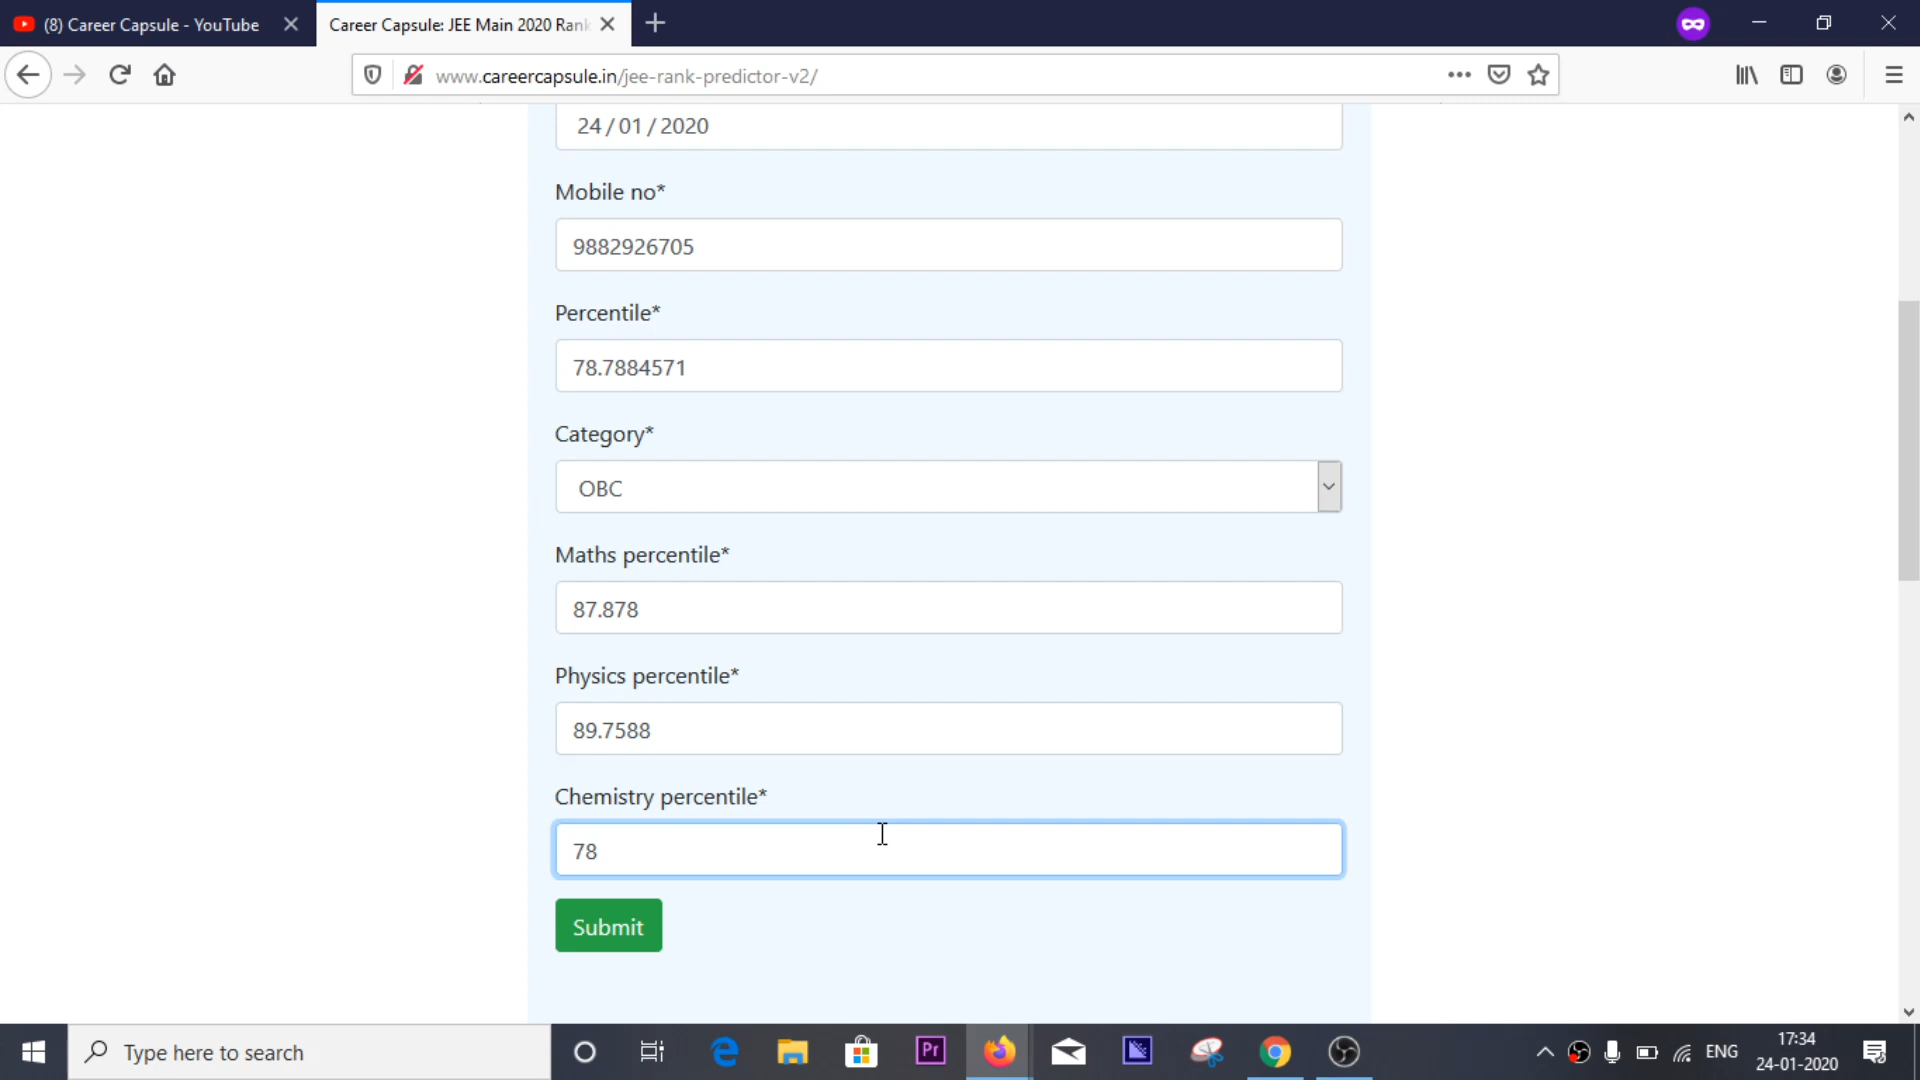 (8) Career Capsule - YouTube
Career Capsule: JEE Main 2020 Rank
www.careercapsule.in/jee-rank-predictor-v2/
24 / 01 / 2020
Mobile no*
9882926705
Percentile*
78.7884571
Category*
OBC
Maths percentile*
87.878
Physics percentile*
89.7588
Chemistry percentile*
78
Submit
Type here to search
Pr
ENG
17:34
24-01-2020